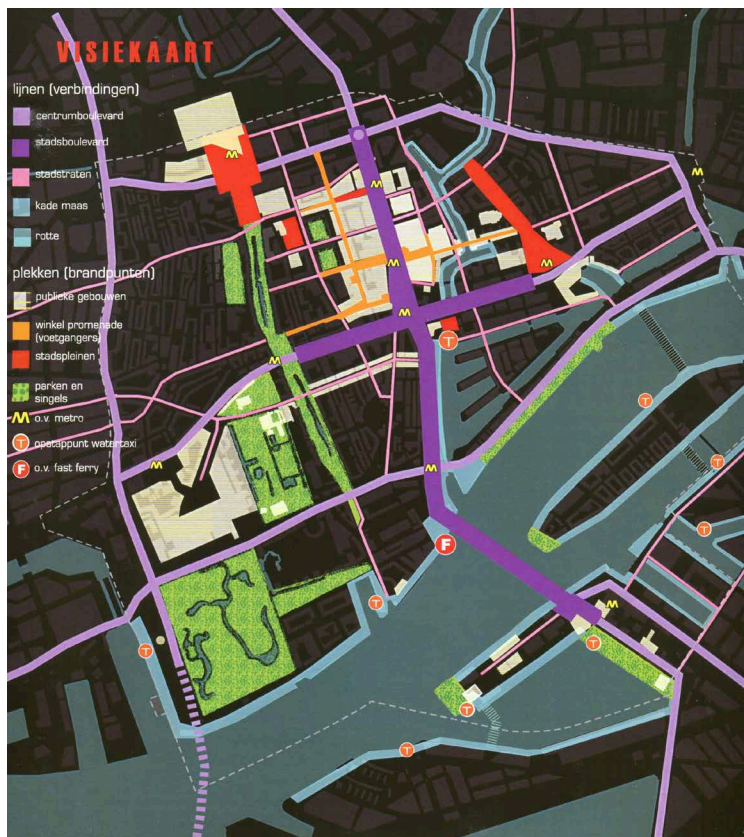 VISIEKAART
lijnen (verbindingen)
centrumboulevard
stadsboulevard
stadstraten
kade maas
rotte
plekken (brandpunten)
publieke gebouwen
winkel promenade
(voetgangers)
stadspleinen
parken en
singels
M o.v. metro
T opstappunt watertaxi
F o.v. fast ferry
M
M
M
M
M
M
T
M
T
M
M
T
T
F
T
M
T
T
T
T